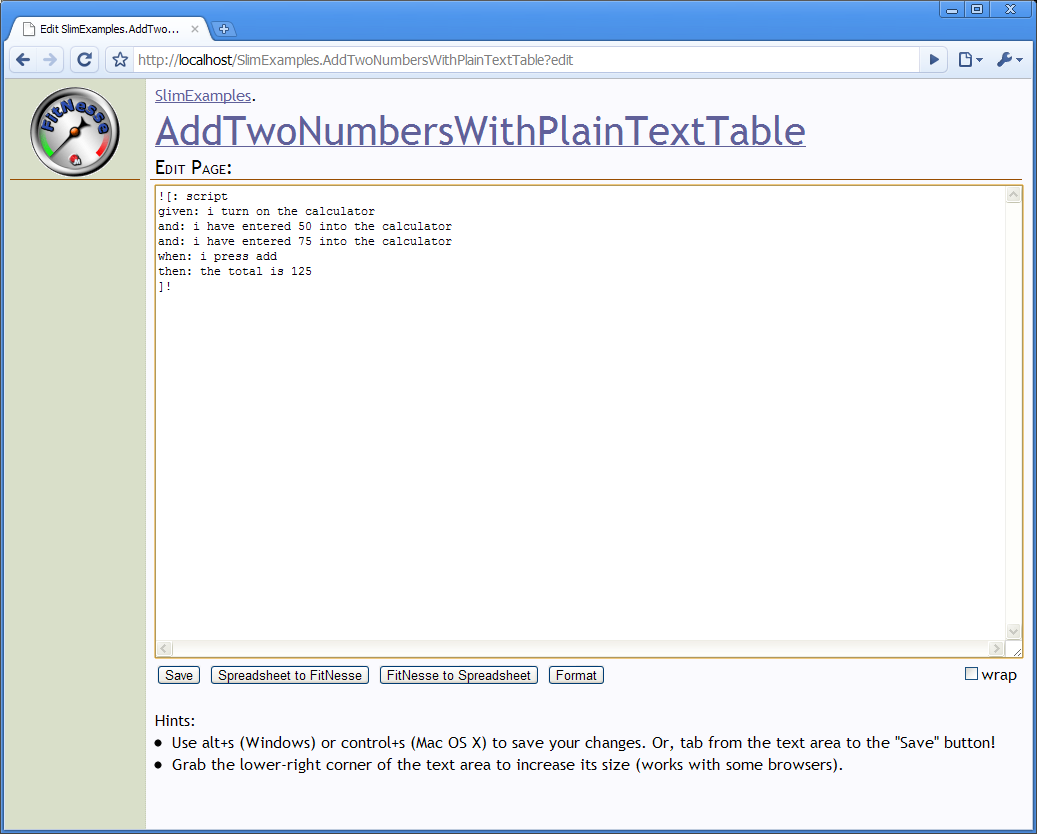 Edit SlimExamples.AddTwo...
http://localhost/SlimExamples.AddTwoNumbersWithPlainTextTable?edit
FitNesse
SlimExamples.
AddTwoNumbersWithPlainTextTable
Edit Page:
![: script
given: i turn on the calculator
and: i have entered 50 into the calculator
and: i have entered 75 into the calculator
when: i press add
then: the total is 125
]!
Save Spreadsheet to FitNesse FitNesse to Spreadsheet Format wrap
Hints:
• Use alt+s (Windows) or control+s (Mac OS X) to save your changes. Or, tab from the text area to the "Save" button!
• Grab the lower-right corner of the text area to increase its size (works with some browsers).